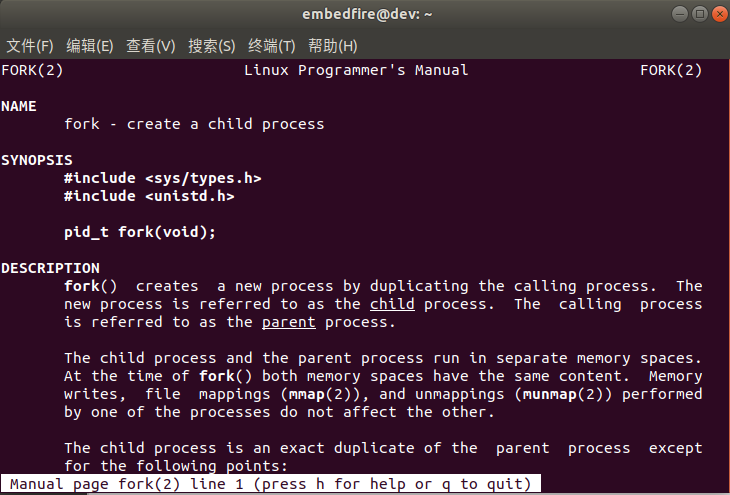 embedfire@dev: ~
文件(F) 编辑(E) 查看(V) 搜索(S) 终端(T) 帮助(H)
FORK(2) Linux Programmer's Manual FORK(2)
NAME
fork - create a child process
SYNOPSIS
#include <sys/types.h>
#include <unistd.h>
pid_t fork(void);
DESCRIPTION
fork() creates a new process by duplicating the calling process. The
new process is referred to as the child process. The calling process
is referred to as the parent process.
The child process and the parent process run in separate memory spaces.
At the time of fork() both memory spaces have the same content. Memory
writes, file mappings (mmap(2)), and unmappings (munmap(2)) performed
by one of the processes do not affect the other.
The child process is an exact duplicate of the parent process except
for the following points:
Manual page fork(2) line 1 (press h for help or q to quit)